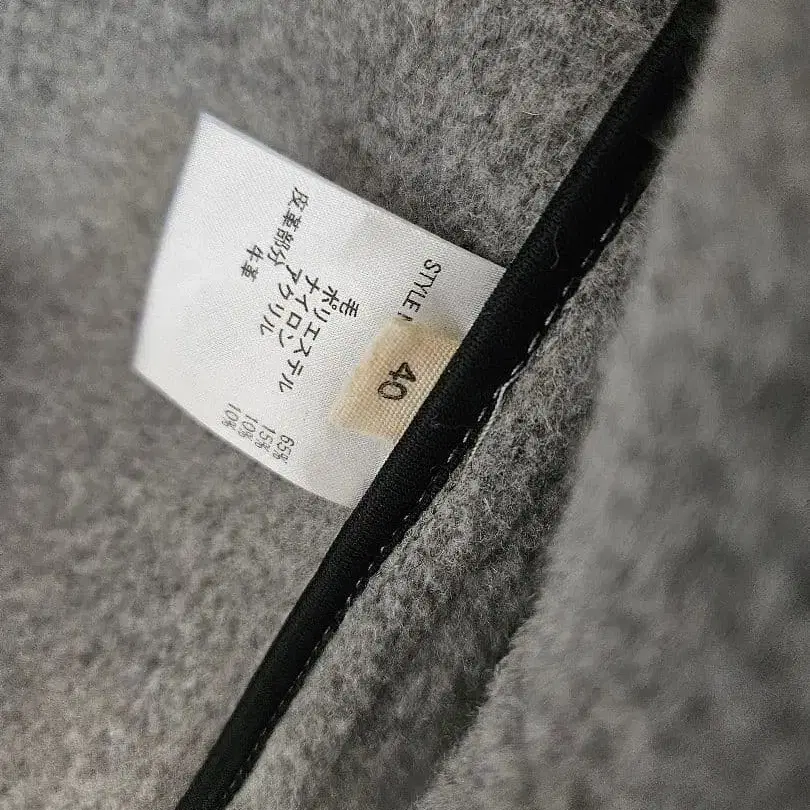 STYLE
40
毛 65%
ポリエステル 15%
ナイロン 10%
アクリル 10%
皮革部分 牛革